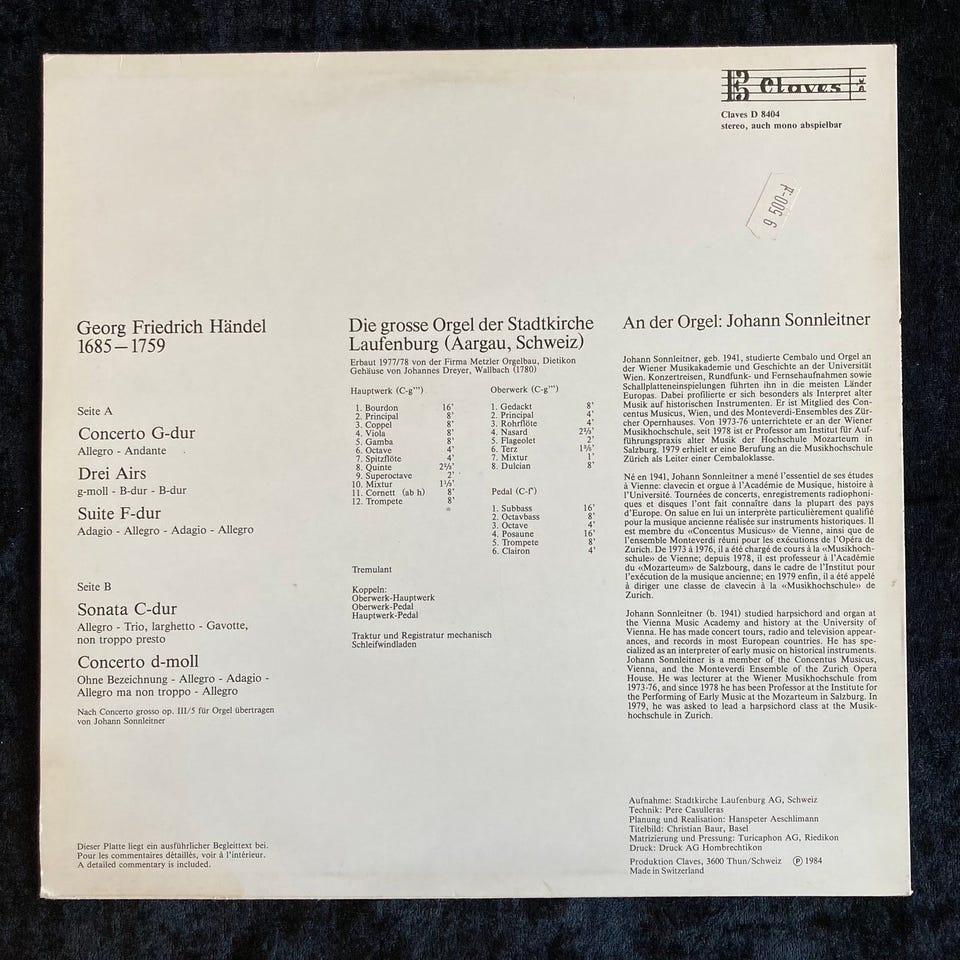 Claves
Claves D 8404
stereo, auch mono abspielbar
9 500-zł
Georg Friedrich Händel
1685–1759
Seite A
Concerto G-dur
Allegro - Andante
Drei Airs
g-moll - B-dur - B-dur
Suite F-dur
Adagio - Allegro - Adagio - Allegro
Seite B
Sonata C-dur
Allegro - Trio, larghetto - Gavotte,
non troppo presto
Concerto d-moll
Ohne Bezeichnung - Allegro - Adagio -
Allegro ma non troppo - Allegro
Nach Concerto grosso op. III/5 für Orgel übertragen
von Johann Sonnleitner
Dieser Platte liegt ein ausführlicher Begleittext bei.
Pour les commentaires détaillés, voir à l'intérieur.
A detailed commentary is included.
Die grosse Orgel der Stadtkirche
Laufenburg (Aargau, Schweiz)
Erbaut 1977/78 von der Firma Metzler Orgelbau, Dietikon
Gehäuse von Johannes Dreyer, Wallbach (1780)
Hauptwerk (C-g''')
1. Bourdon 16'
2. Principal 8'
3. Coppel 8'
4. Viola 8'
5. Gamba 8'
6. Octave 4'
7. Spitzflöte 4'
8. Quinte 2⅔'
9. Superoctave 2'
10. Mixtur 1⅓'
11. Cornett (ab h) 8'
12. Trompete 8'
Oberwerk (C-g''')
1. Gedackt 8'
2. Principal 4'
3. Rohrflöte 4'
4. Nasard 2⅔'
5. Flageolet 2'
6. Terz 1⅗'
7. Mixtur 1'
8. Dulcian 8'
Pedal (C-f')
1. Subbass 16'
2. Octavbass 8'
3. Octave 4'
4. Posaune 16'
5. Trompete 8'
6. Clairon 4'
Tremulant
Koppeln:
Oberwerk-Hauptwerk
Oberwerk-Pedal
Hauptwerk-Pedal
Traktur und Registratur mechanisch
Schleifwindladen
An der Orgel: Johann Sonnleitner
Johann Sonnleitner, geb. 1941, studierte Cembalo und Orgel an
der Wiener Musikakademie und Geschichte an der Universität
Wien. Konzertreisen, Rundfunk- und Fernsehaufnahmen sowie
Schallplatteneinspielungen führten ihn in die meisten Länder
Europas. Dabei profilierte er sich besonders als Interpret alter
Musik auf historischen Instrumenten. Er ist Mitglied des Con-
centus Musicus, Wien, und des Monteverdi-Ensembles des Zür-
cher Opernhauses. Von 1973-76 unterrichtete er an der Wiener
Musikhochschule, seit 1978 ist er Professor am Institut für Auf-
führungspraxis alter Musik der Hochschule Mozarteum in
Salzburg. 1979 erhielt er eine Berufung an die Musikhochschule
Zürich als Leiter einer Cembaloklasse.
Né en 1941, Johann Sonnleitner a mené l'essentiel de ses études
à Vienne: clavecin et orgue à l'Académie de Musique, histoire à
l'Université. Tournées de concerts, enregistrements radiophoni-
ques et disques l'ont fait connaître dans la plupart des pays
d'Europe. On salue en lui un interprète particulièrement qualifié
pour la musique ancienne réalisée sur instruments historiques. Il
est membre du «Concentus Musicus» de Vienne, ainsi que de
l'ensemble Monteverdi réuni pour les exécutions de l'Opéra de
Zurich. De 1973 à 1976, il a été chargé de cours à la «Musikhoch-
schule» de Vienne; depuis 1978, il est professeur à l'Académie
du «Mozarteum» de Salzbourg, dans le cadre de l'Institut pour
l'exécution de la musique ancienne; en 1979 enfin, il a été appelé
à diriger une classe de clavecin à la «Musikhochschule» de
Zurich.
Johann Sonnleitner (b. 1941) studied harpsichord and organ at
the Vienna Music Academy and history at the University of
Vienna. He has made concert tours, radio and television appear-
ances, and records in most European countries. He has spe-
cialized as an interpreter of early music on historical instruments.
Johann Sonnleitner is a member of the Concentus Musicus,
Vienna, and the Monteverdi Ensemble of the Zurich Opera
House. He was lecturer at the Wiener Musikhochschule from
1973-76, and since 1978 he has been Professor at the Institute for
the Performing of Early Music at the Mozarteum in Salzburg. In
1979, he was asked to lead a harpsichord class at the Musik-
hochschule in Zurich.
Aufnahme: Stadtkirche Laufenburg AG, Schweiz
Technik: Pere Casulleras
Planung und Realisation: Hanspeter Aeschlimann
Titelbild: Christian Baur, Basel
Matrizierung und Pressung: Turicaphon AG, Riedikon
Druck: Druck AG Hombrechtikon
Produktion Claves, 3600 Thun/Schweiz ℗ 1984
Made in Switzerland